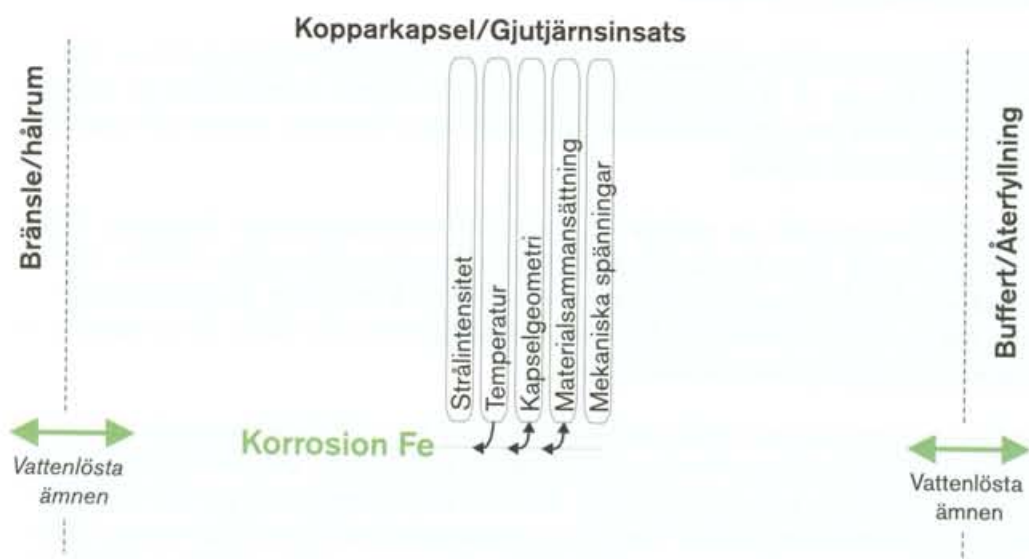 Kopparkapsel/Gjutjärnsinsats
Bränsle/hålrum
Strålintensitet
Temperatur
Kapselgeometri
Materialsammansättning
Mekaniska spänningar
Buffert/Återfyllning
Korrosion Fe
Vattenlösta
ämnen
Vattenlösta
ämnen